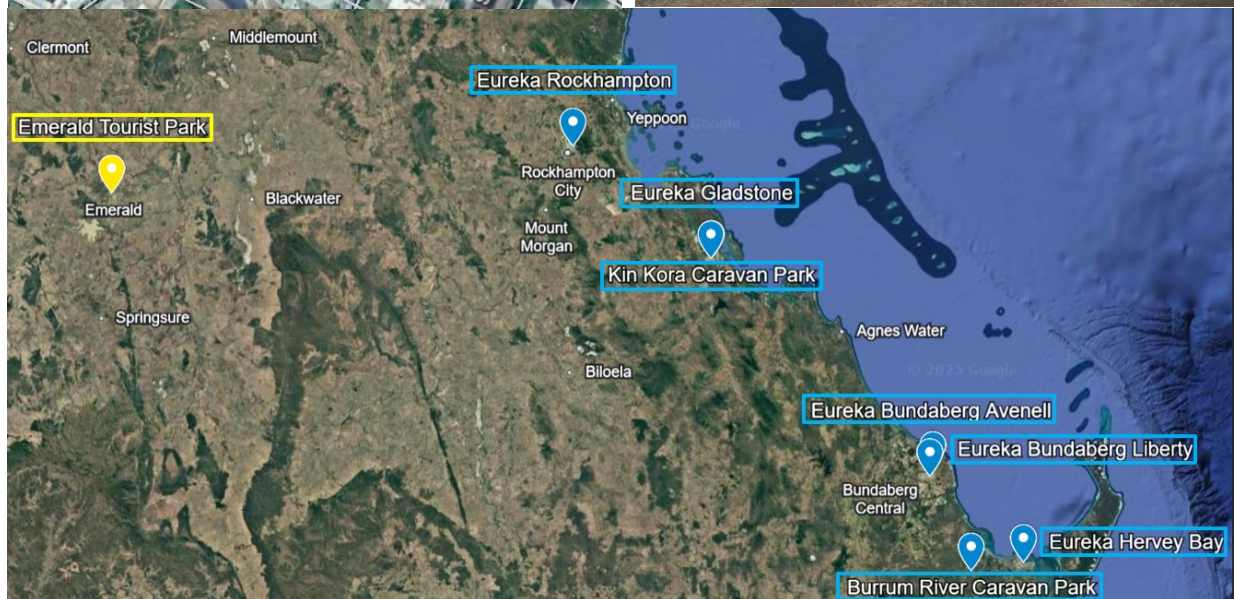 Clermont
Middlemount
Eureka Rockhampton
Emerald Tourist Park
Yeppoon
Google
Rockhampton
City
Emerald
Blackwater
Eureka Gladstone
Mount
Morgan
Kin Kora Caravan Park
Springsure
Agnes Water
Biloela
© 2025 Google
Eureka Bundaberg Avenell
Eureka Bundaberg Liberty
Bundaberg
Central
Eureka Hervey Bay
Burrum River Caravan Park